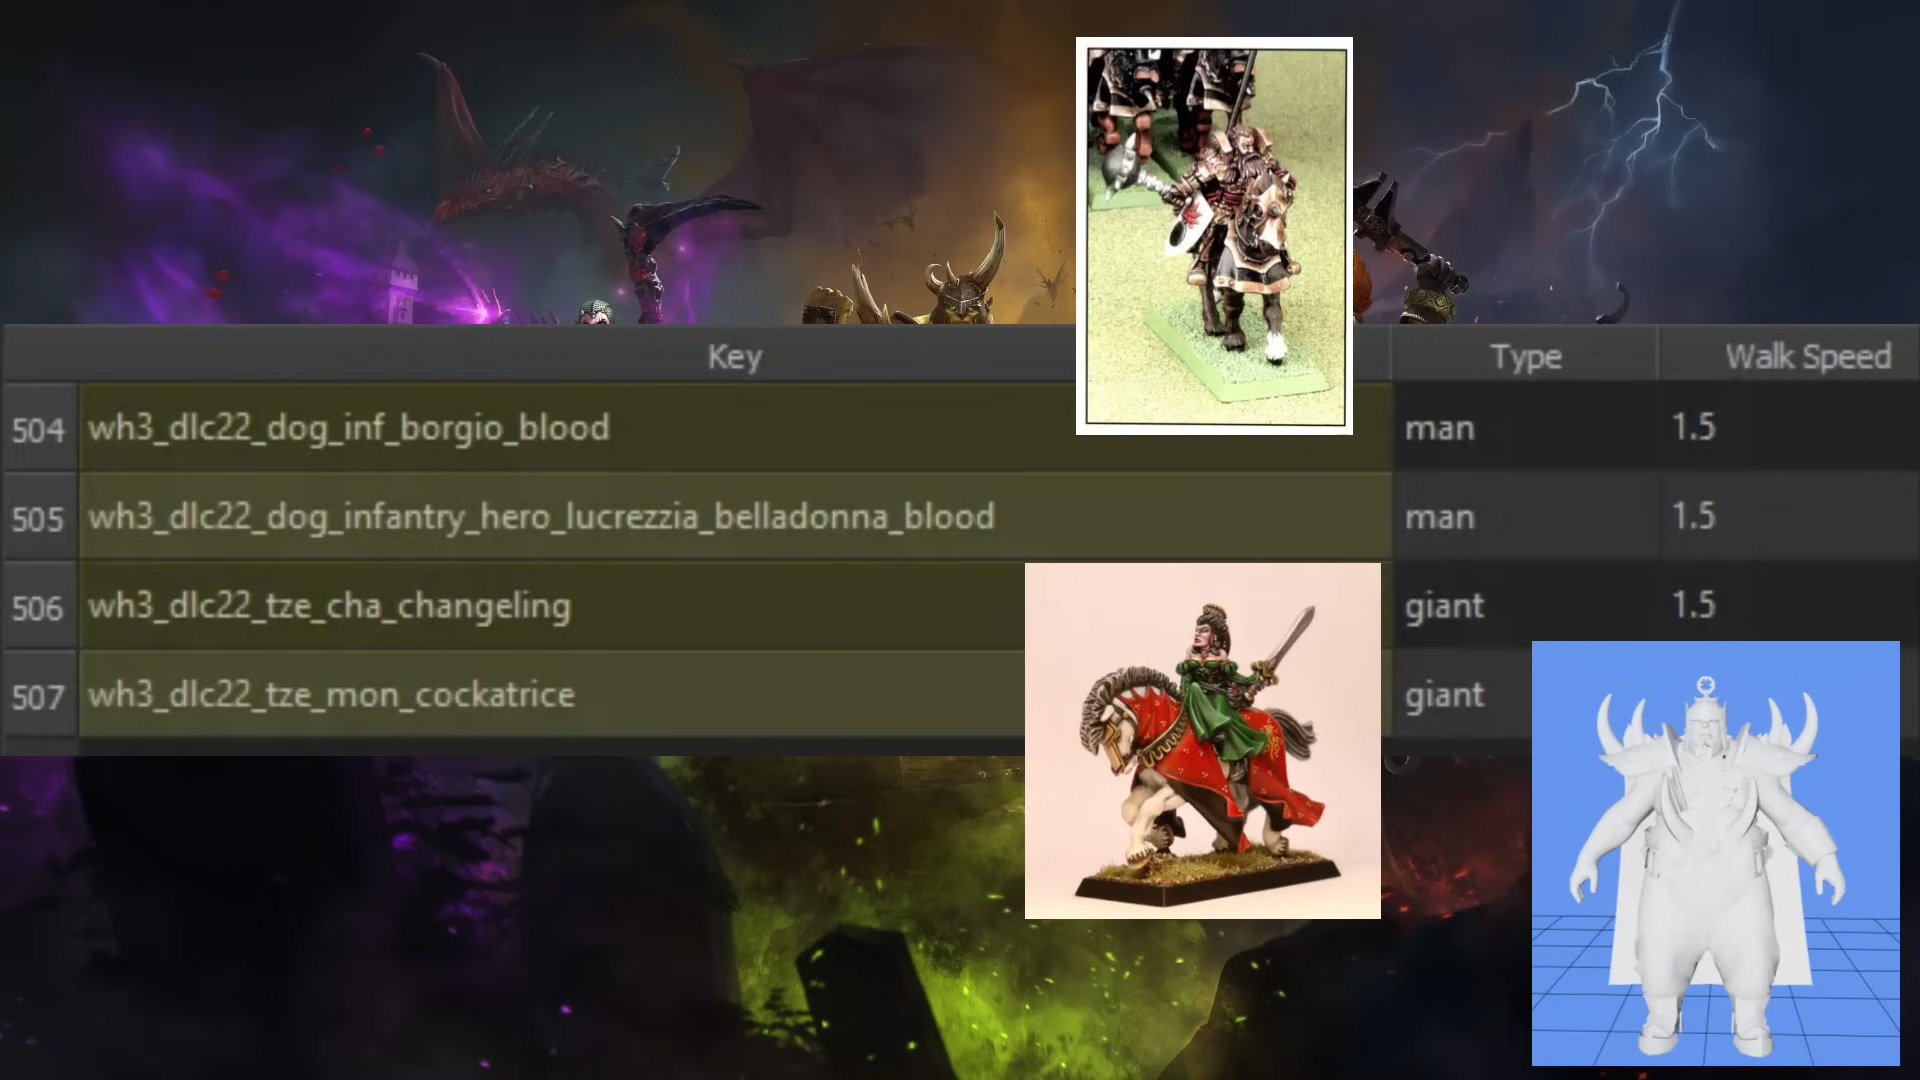 Key Type Walk Speed
504 wh3_dlc22_dog_inf_borgio_blood man 1.5
505 wh3_dlc22_dog_infantry_hero_lucrezzia_belladonna_blood man 1.5
506 wh3_dlc22_tze_cha_changeling giant 1.5
507 wh3_dlc22_tze_mon_cockatrice giant